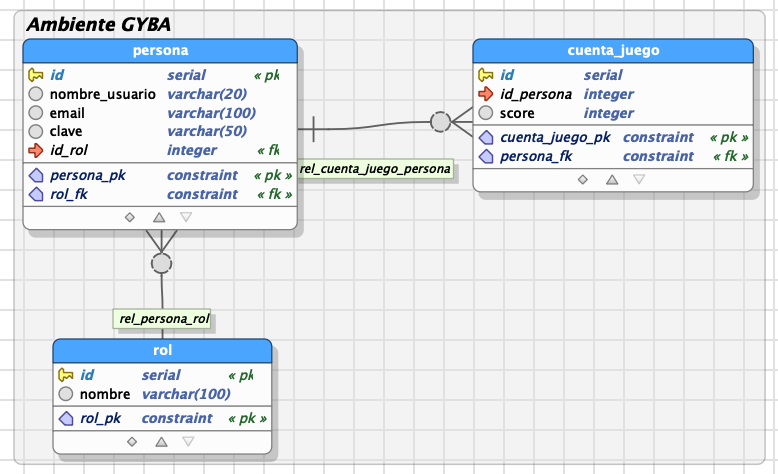 Ambiente GYBA
persona
id serial « pk
nombre_usuario varchar(20)
email varchar(100)
clave varchar(50)
id_rol integer « fk
persona_pk constraint « pk »
rol_fk constraint « fk »
cuenta_juego
id serial
id_persona integer
score integer
cuenta_juego_pk constraint « pk »
persona_fk constraint « fk »
rel_cuenta_juego_persona
rel_persona_rol
rol
id serial « pk
nombre varchar(100)
rol_pk constraint « pk »